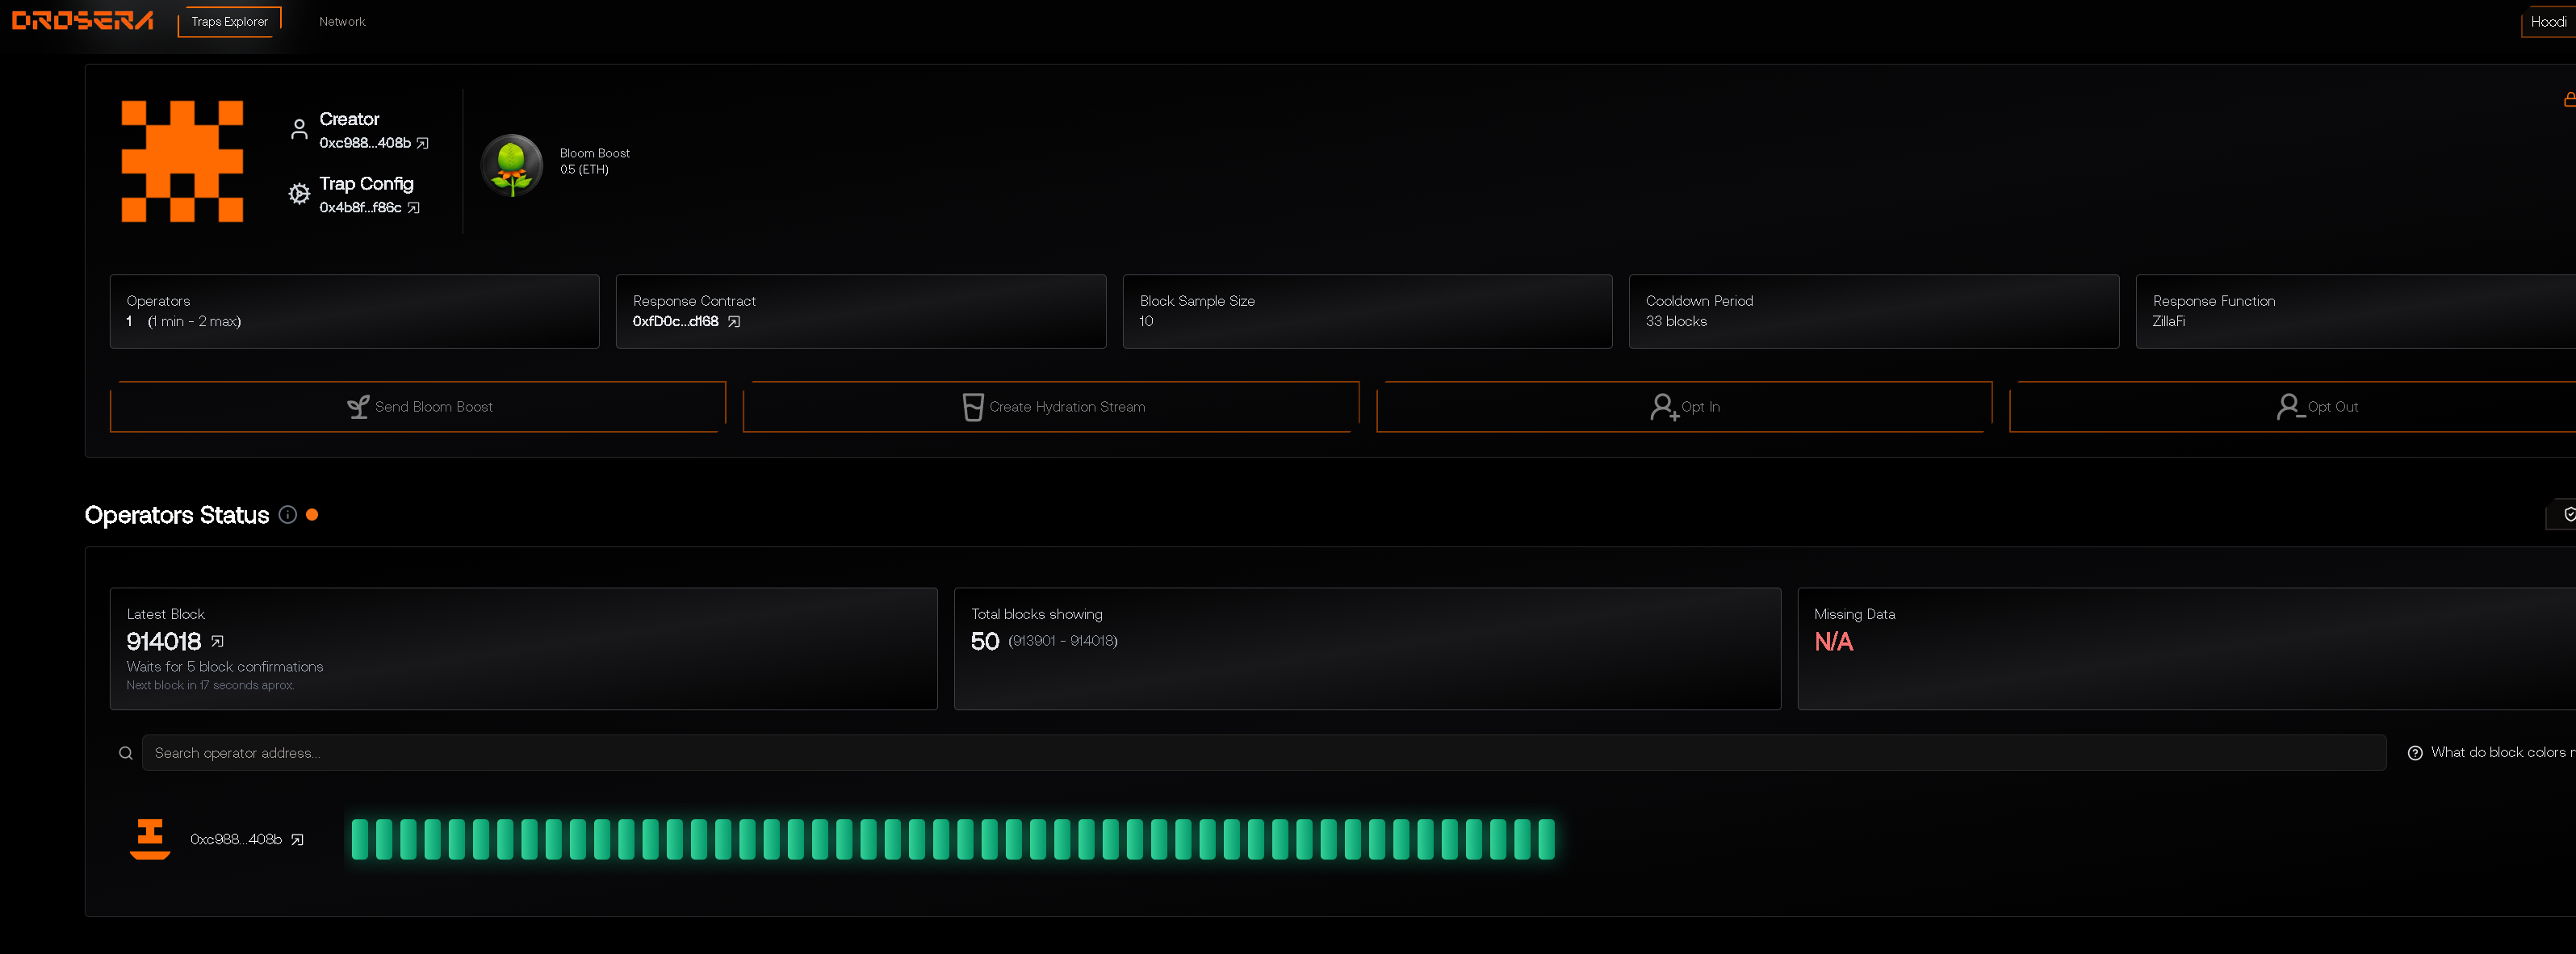 DROSERA
Traps Explorer
Network
Hoodi
Creator
0xc988...408b
Trap Config
0x4b8f...f86c
Bloom Boost
0.5 (ETH)
Operators
1 (1 min - 2 max)
Response Contract
0xfD0c...d168
Block Sample Size
10
Cooldown Period
33 blocks
Response Function
ZillaFi
Send Bloom Boost
Create Hydration Stream
Opt In
Opt Out
Operators Status
Latest Block
914018
Waits for 5 block confirmations
Next block in 17 seconds aprox.
Total blocks showing
50 (913901 - 914018)
Missing Data
N/A
Search operator address...
What do block colors
0xc988...408b